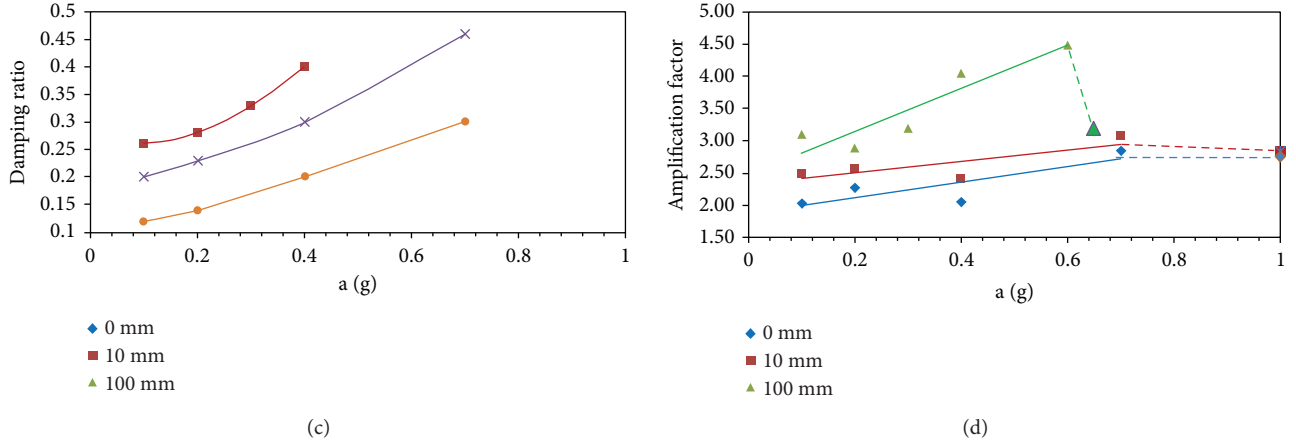 0.5
0.45
0.4
0.35
0.3
0.25
0.2
0.15
0.1
Damping ratio
0 0.2 0.4 0.6 0.8 1
a (g)
0 mm
10 mm
100 mm
(c)
5.00
4.50
4.00
3.50
3.00
2.50
2.00
1.50
Amplification factor
0 0.2 0.4 0.6 0.8 1
a (g)
0 mm
10 mm
100 mm
(d)